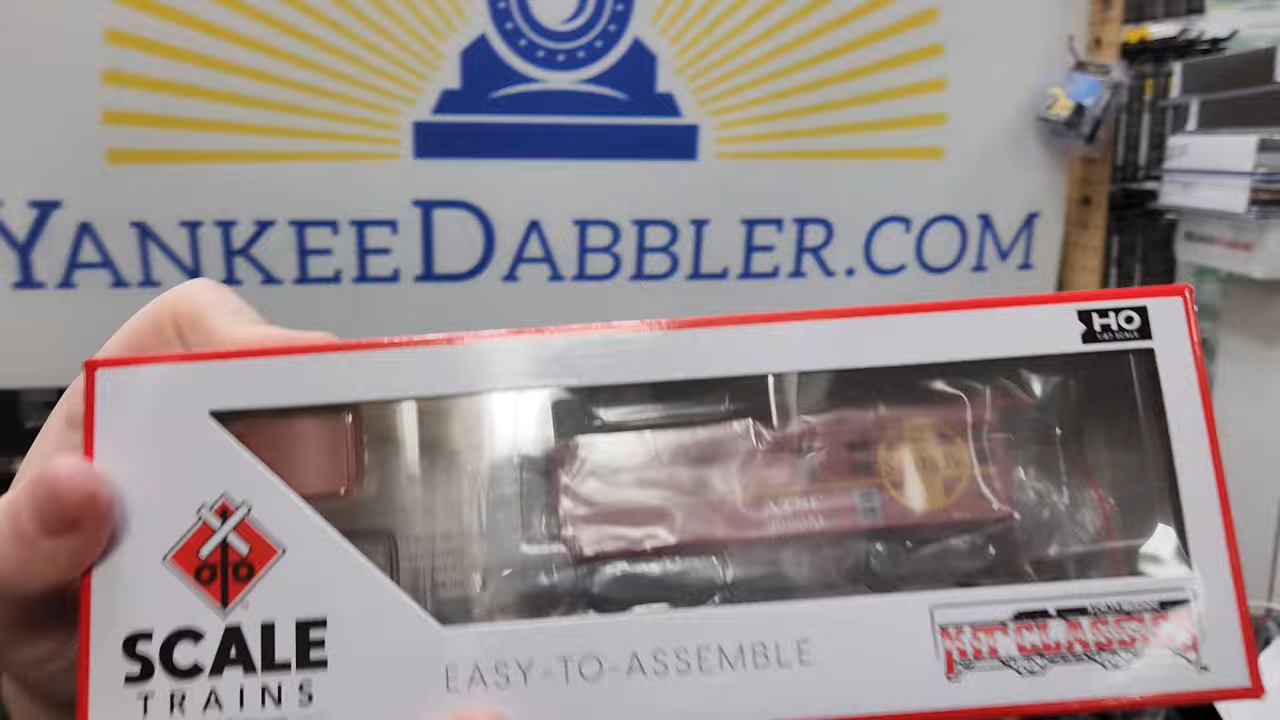 YANKEEDABBLER.COM
HO
SCALE
TRAINS
EASY-TO-ASSEMBLE
KIT CLASSICS